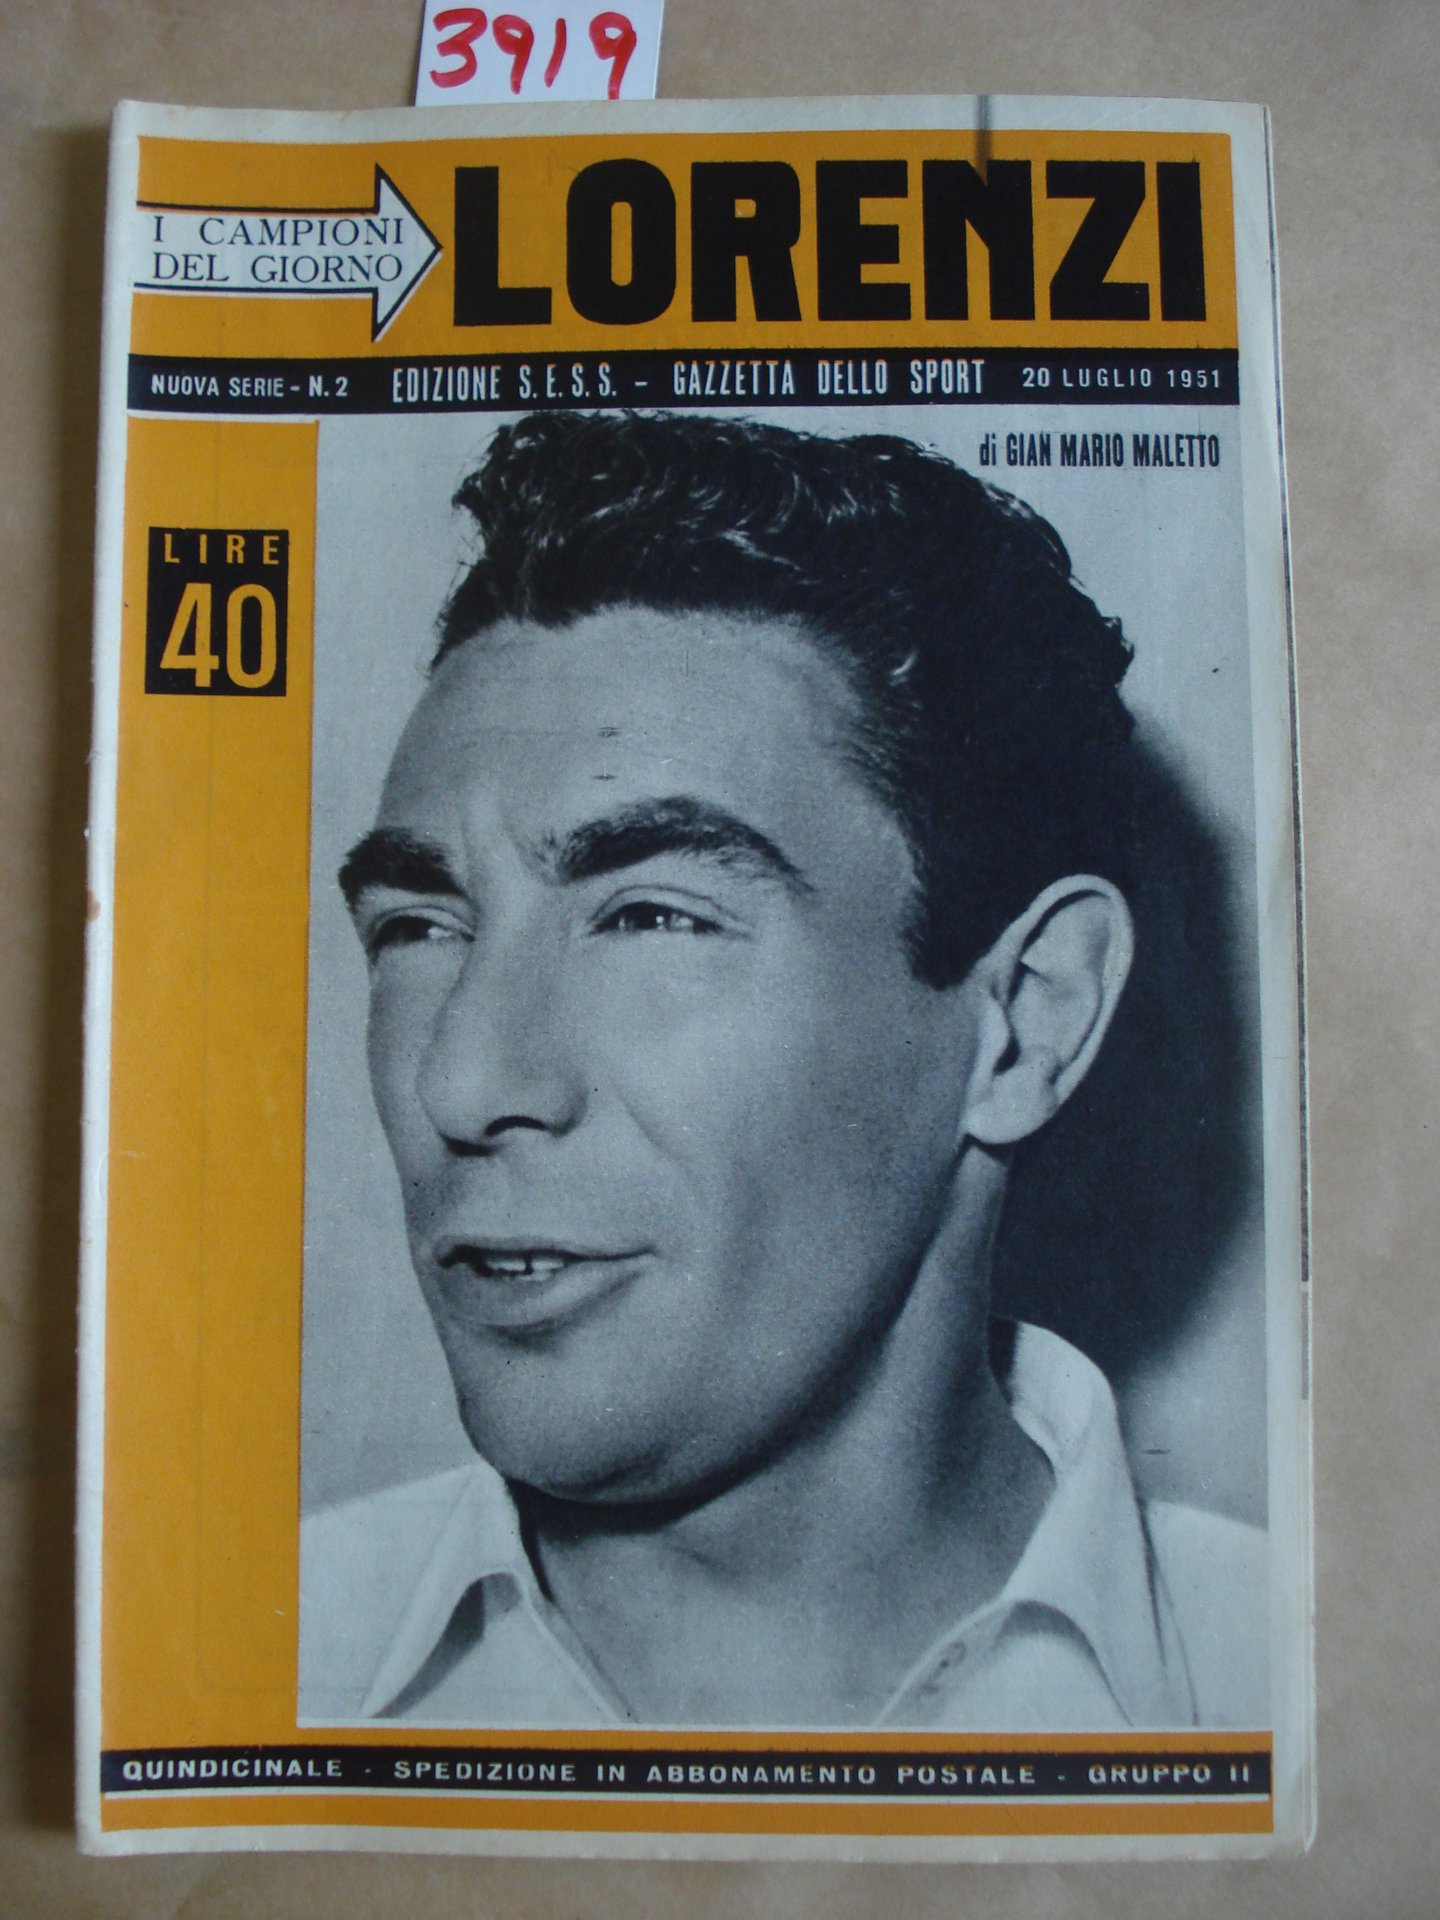 3919
I CAMPIONI
DEL GIORNO
LORENZI
NUOVA SERIE - N. 2 EDIZIONE S.E.S.S. - GAZZETTA DELLO SPORT 20 LUGLIO 1951
di GIAN MARIO MALETTO
LIRE
40
QUINDICINALE - SPEDIZIONE IN ABBONAMENTO POSTALE - GRUPPO II